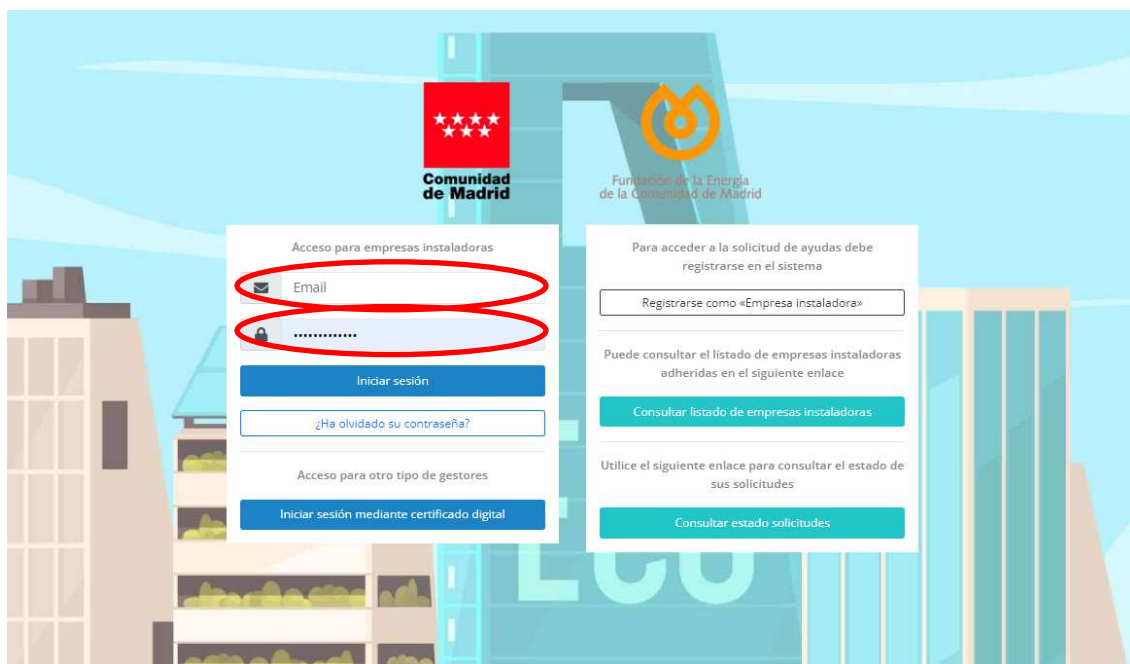 Comunidad
de Madrid
Fundación de la Energía
de la Comunidad de Madrid
Acceso para empresas instaladoras
Email
•••••••••••••
Iniciar sesión
¿Ha olvidado su contraseña?
Acceso para otro tipo de gestores
Iniciar sesión mediante certificado digital
Para acceder a la solicitud de ayudas debe
registrarse en el sistema
Registrarse como «Empresa instaladora»
Puede consultar el listado de empresas instaladoras
adheridas en el siguiente enlace
Consultar listado de empresas instaladoras
Utilice el siguiente enlace para consultar el estado de
sus solicitudes
Consultar estado solicitudes
ECO